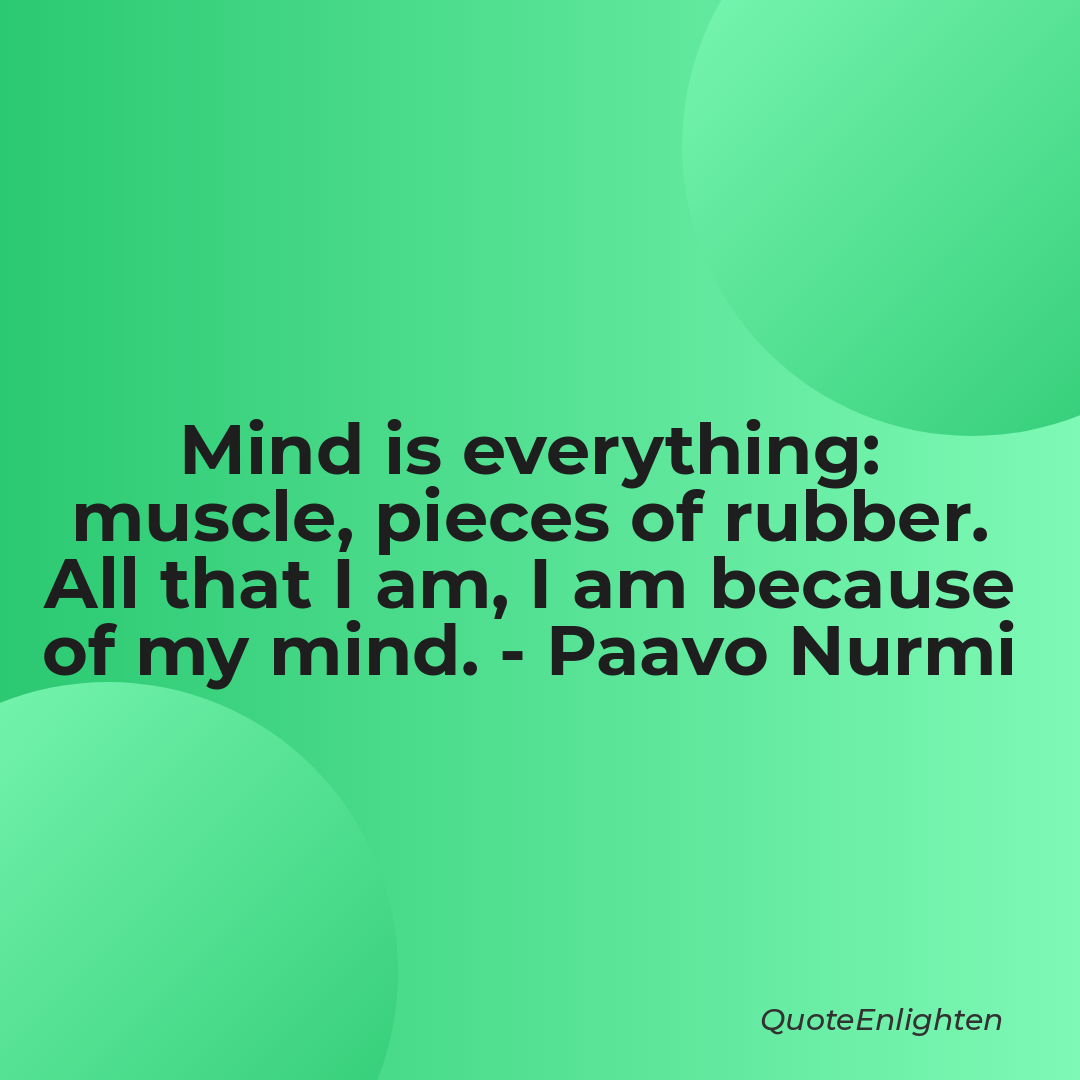 Mind is everything:
muscle, pieces of rubber.
All that I am, I am because
of my mind. - Paavo Nurmi
QuoteEnlighten